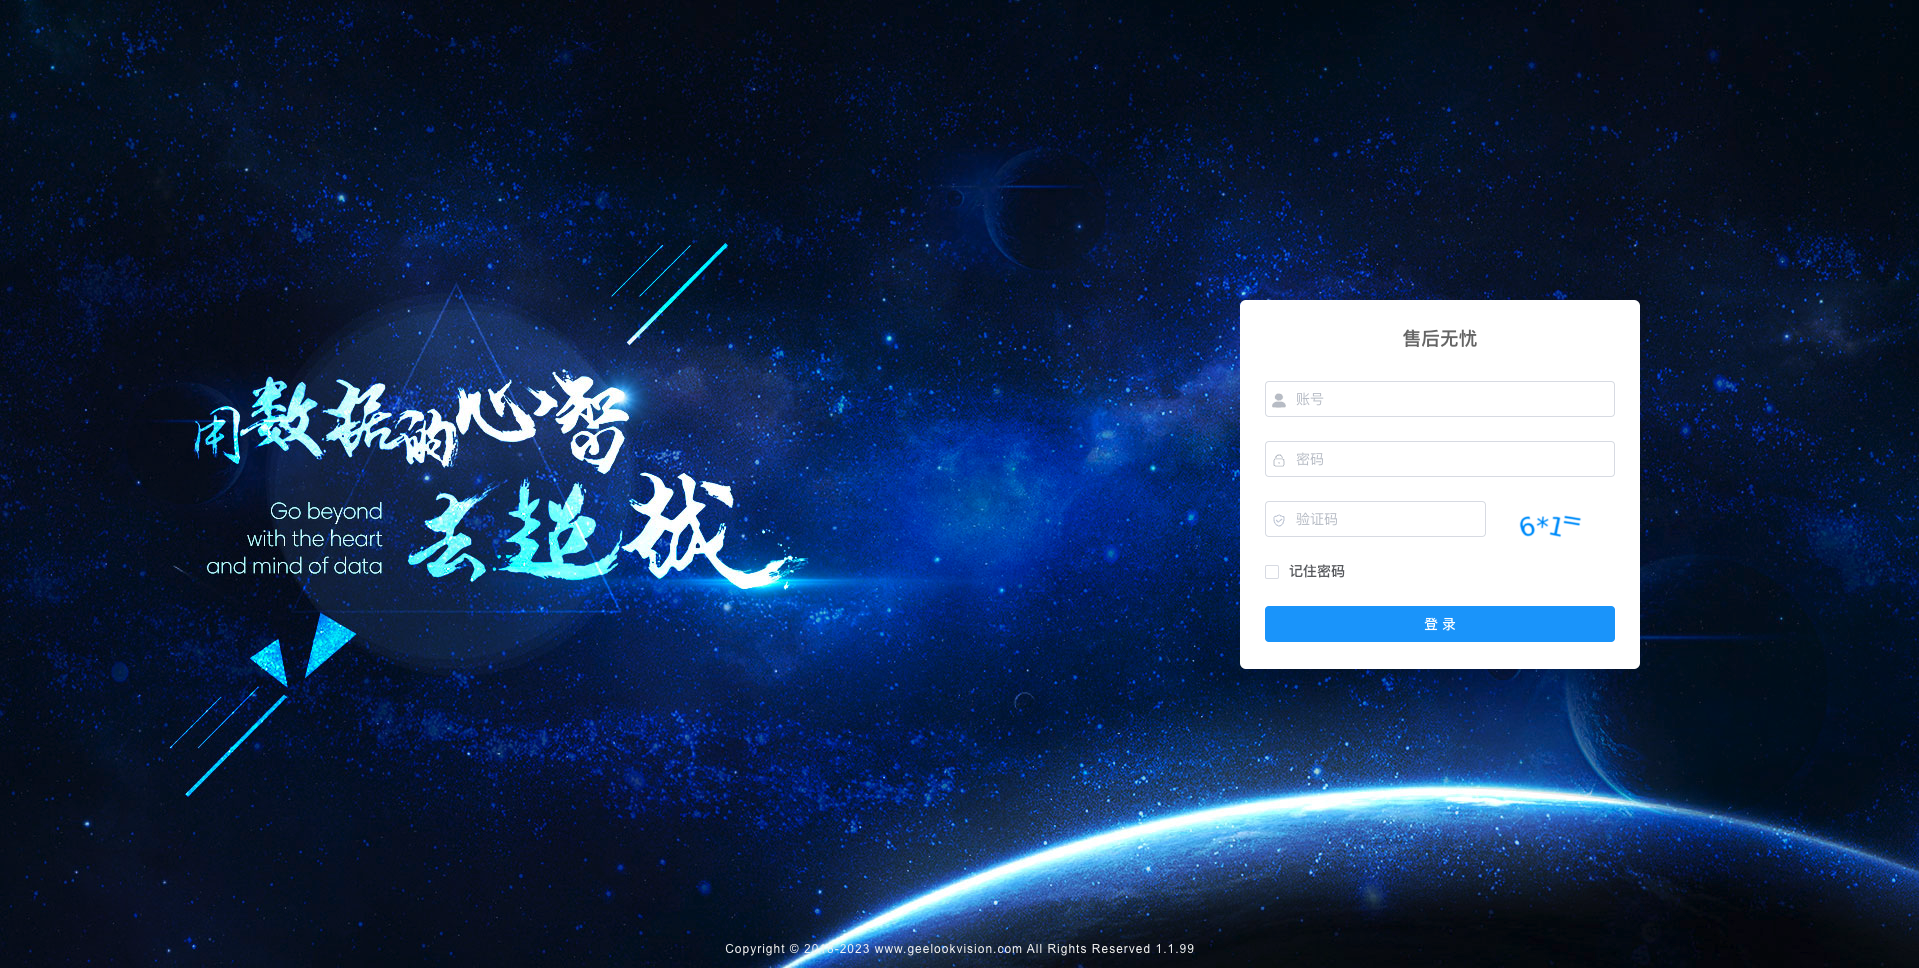 用数据的心智
去超越
Go beyond
with the heart
and mind of data
售后无忧
账号
密码
验证码
6*1=
记住密码
登 录
Copyright © 2018-2023 www.geelookvision.com All Rights Reserved 1.1.99